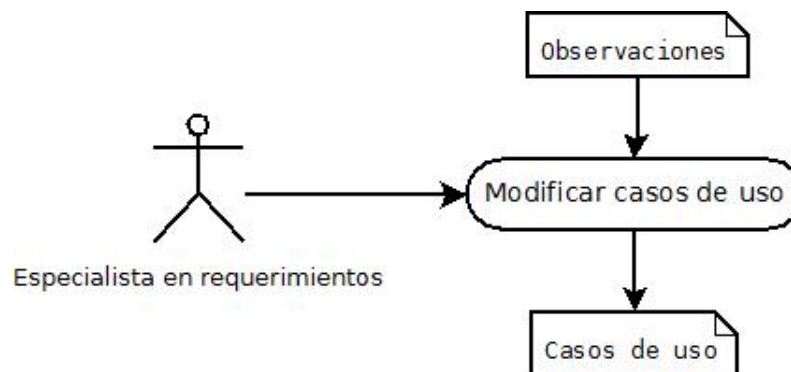 Observaciones
Modificar casos de uso
Especialista en requerimientos
Casos de uso